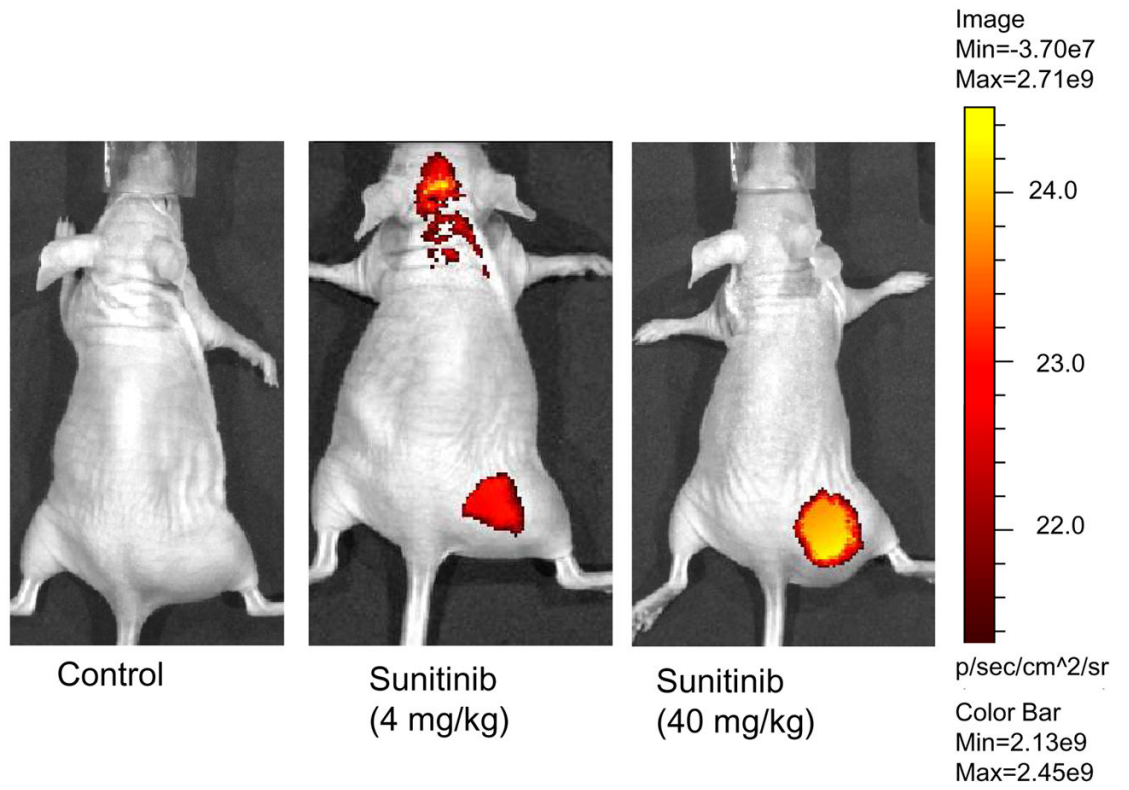 Image
Min=-3.70e7
Max=2.71e9
24.0
23.0
22.0
p/sec/cm^2/sr
Color Bar
Min=2.13e9
Max=2.45e9
Control
Sunitinib
(4 mg/kg)
Sunitinib
(40 mg/kg)